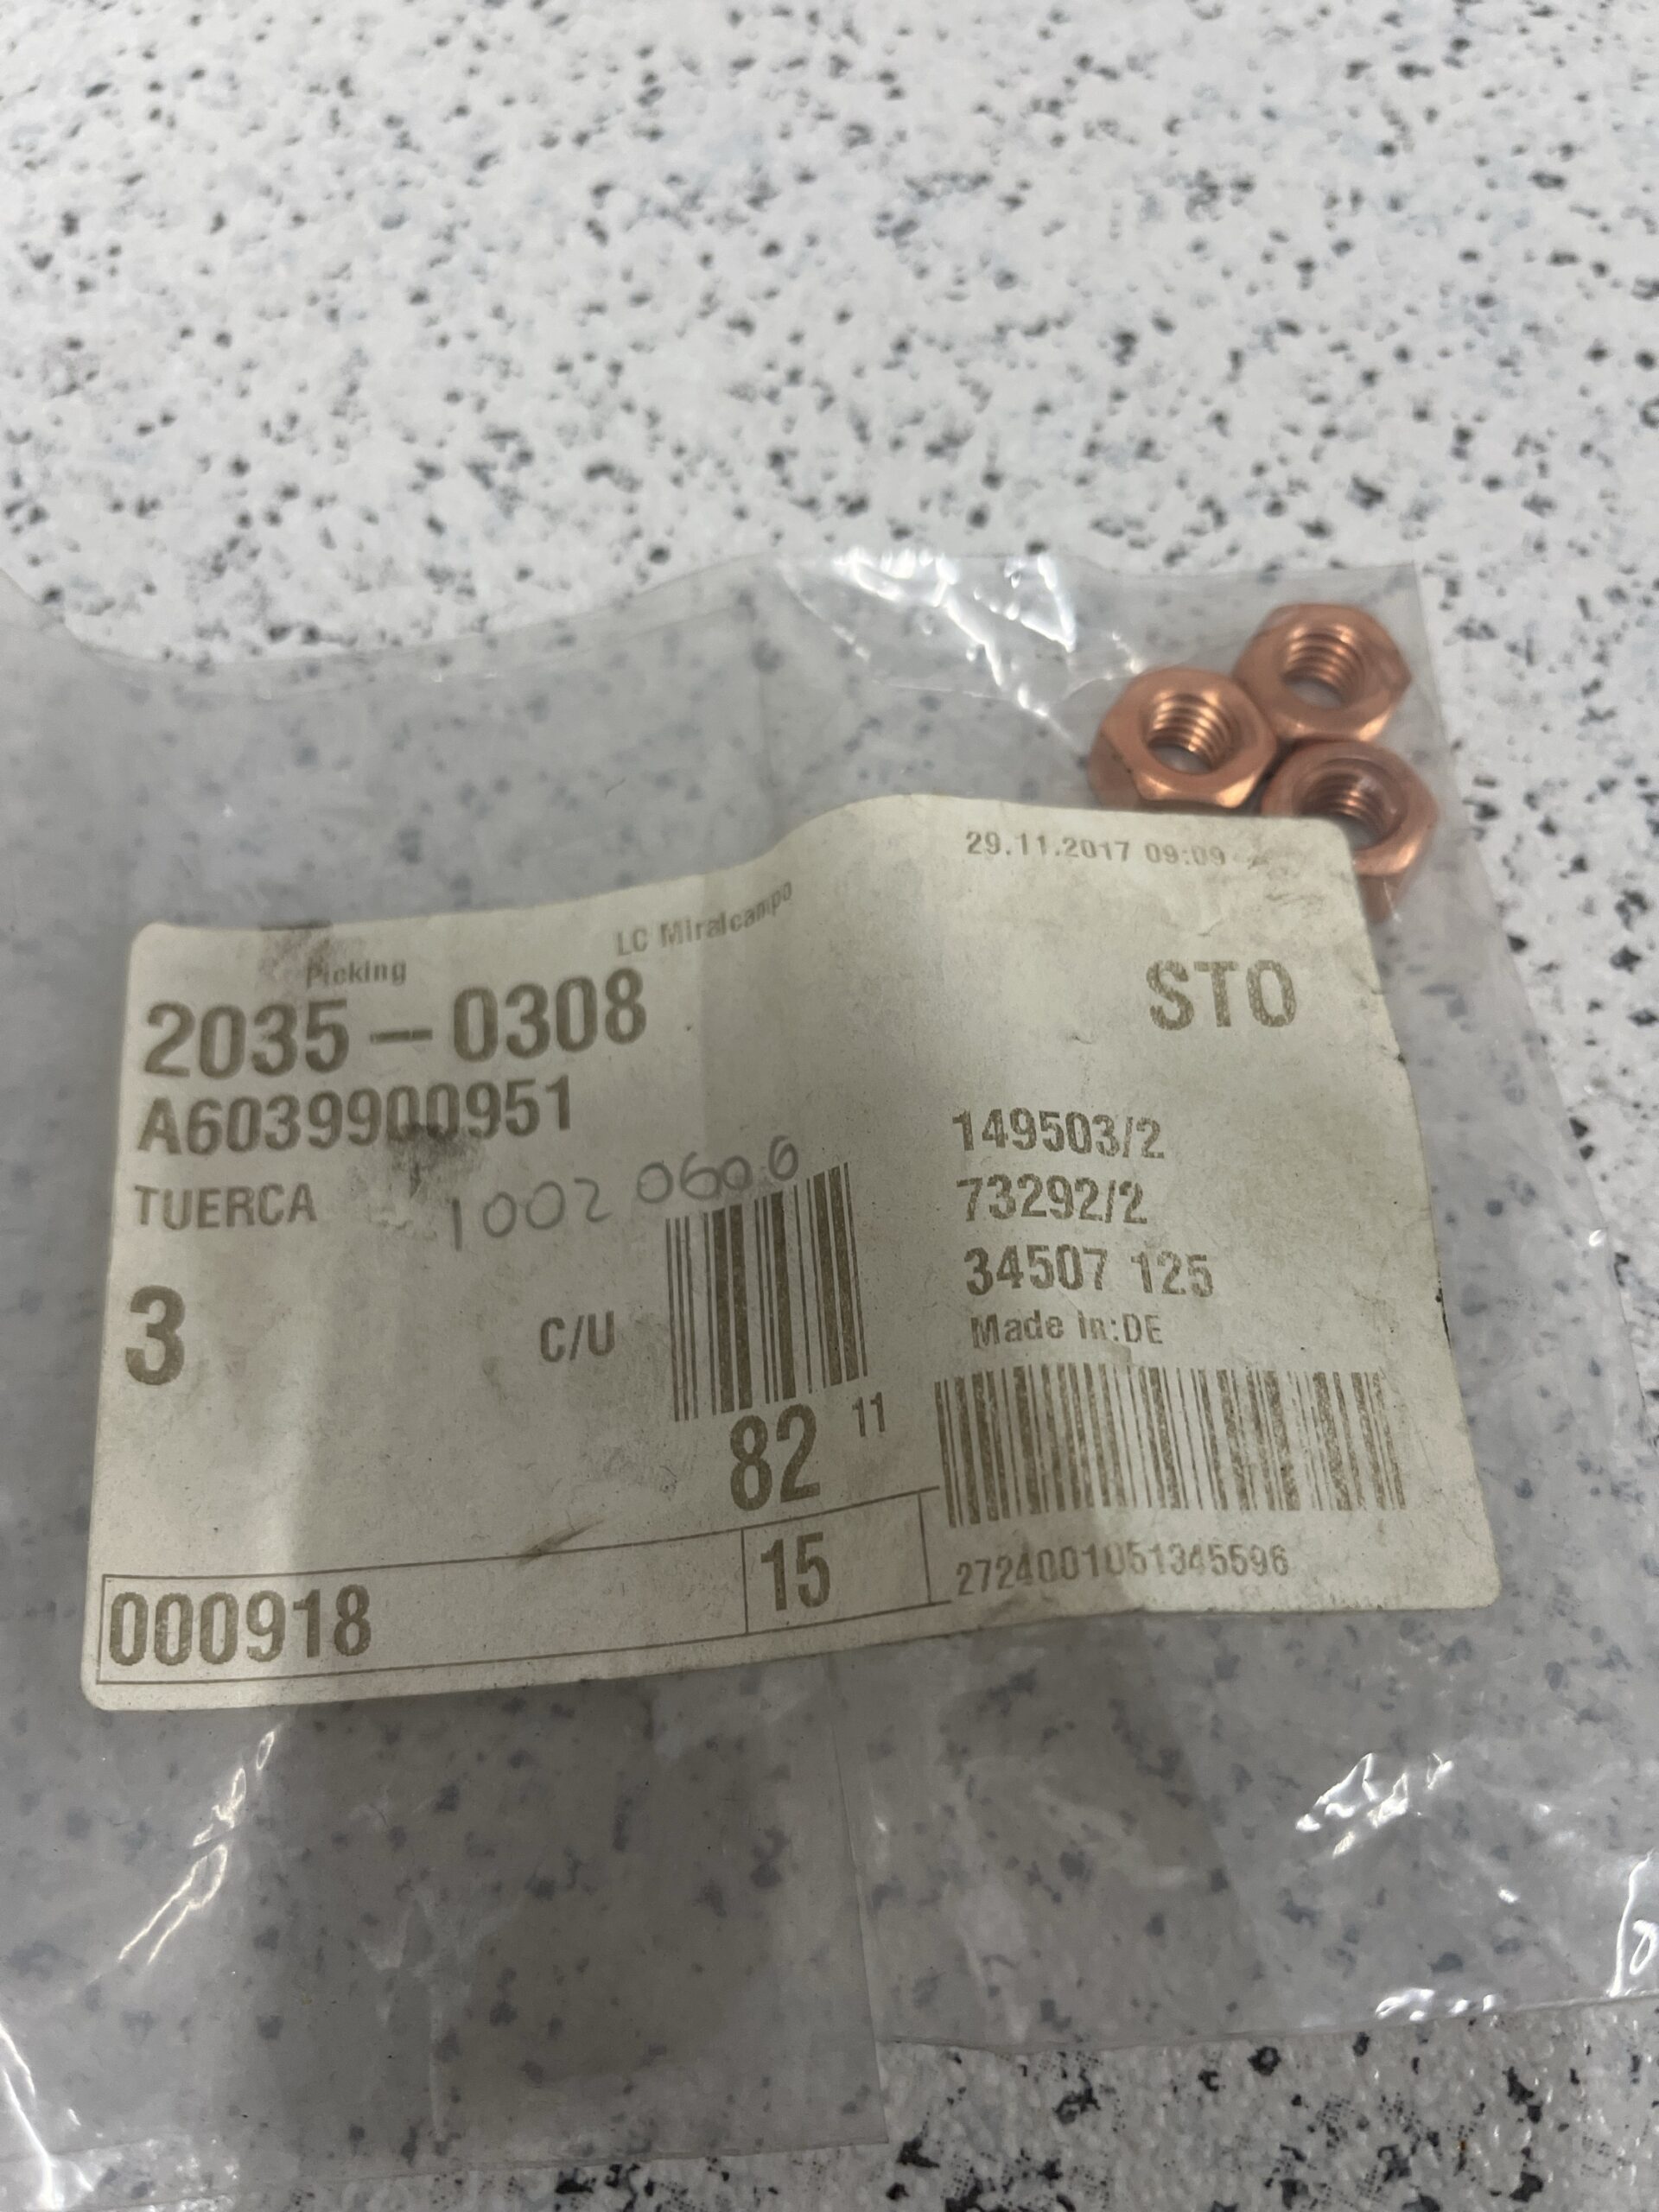 29.11.2017 09:09
LC Miralcampo
Picking
2035-0308
STO
A6039900951
149503/2
TUERCA
10020606
73292/2
34507 125
3
C/U
Made in:DE
82 11
15
2724001051345596
000918